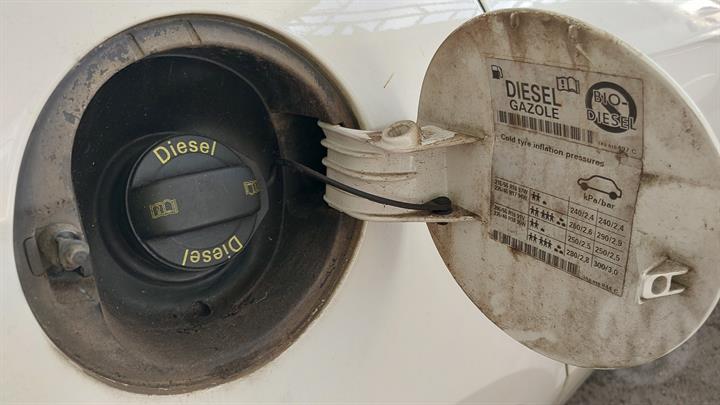 Diesel
Diesel
DIESEL
GAZOLE
BIO-
DIESEL
Cold tyre inflation pressures
kPa/bar
240/2,4 240/2,4
260/2,6 290/2,9
250/2,5 250/2,5
280/2,8 300/3,0